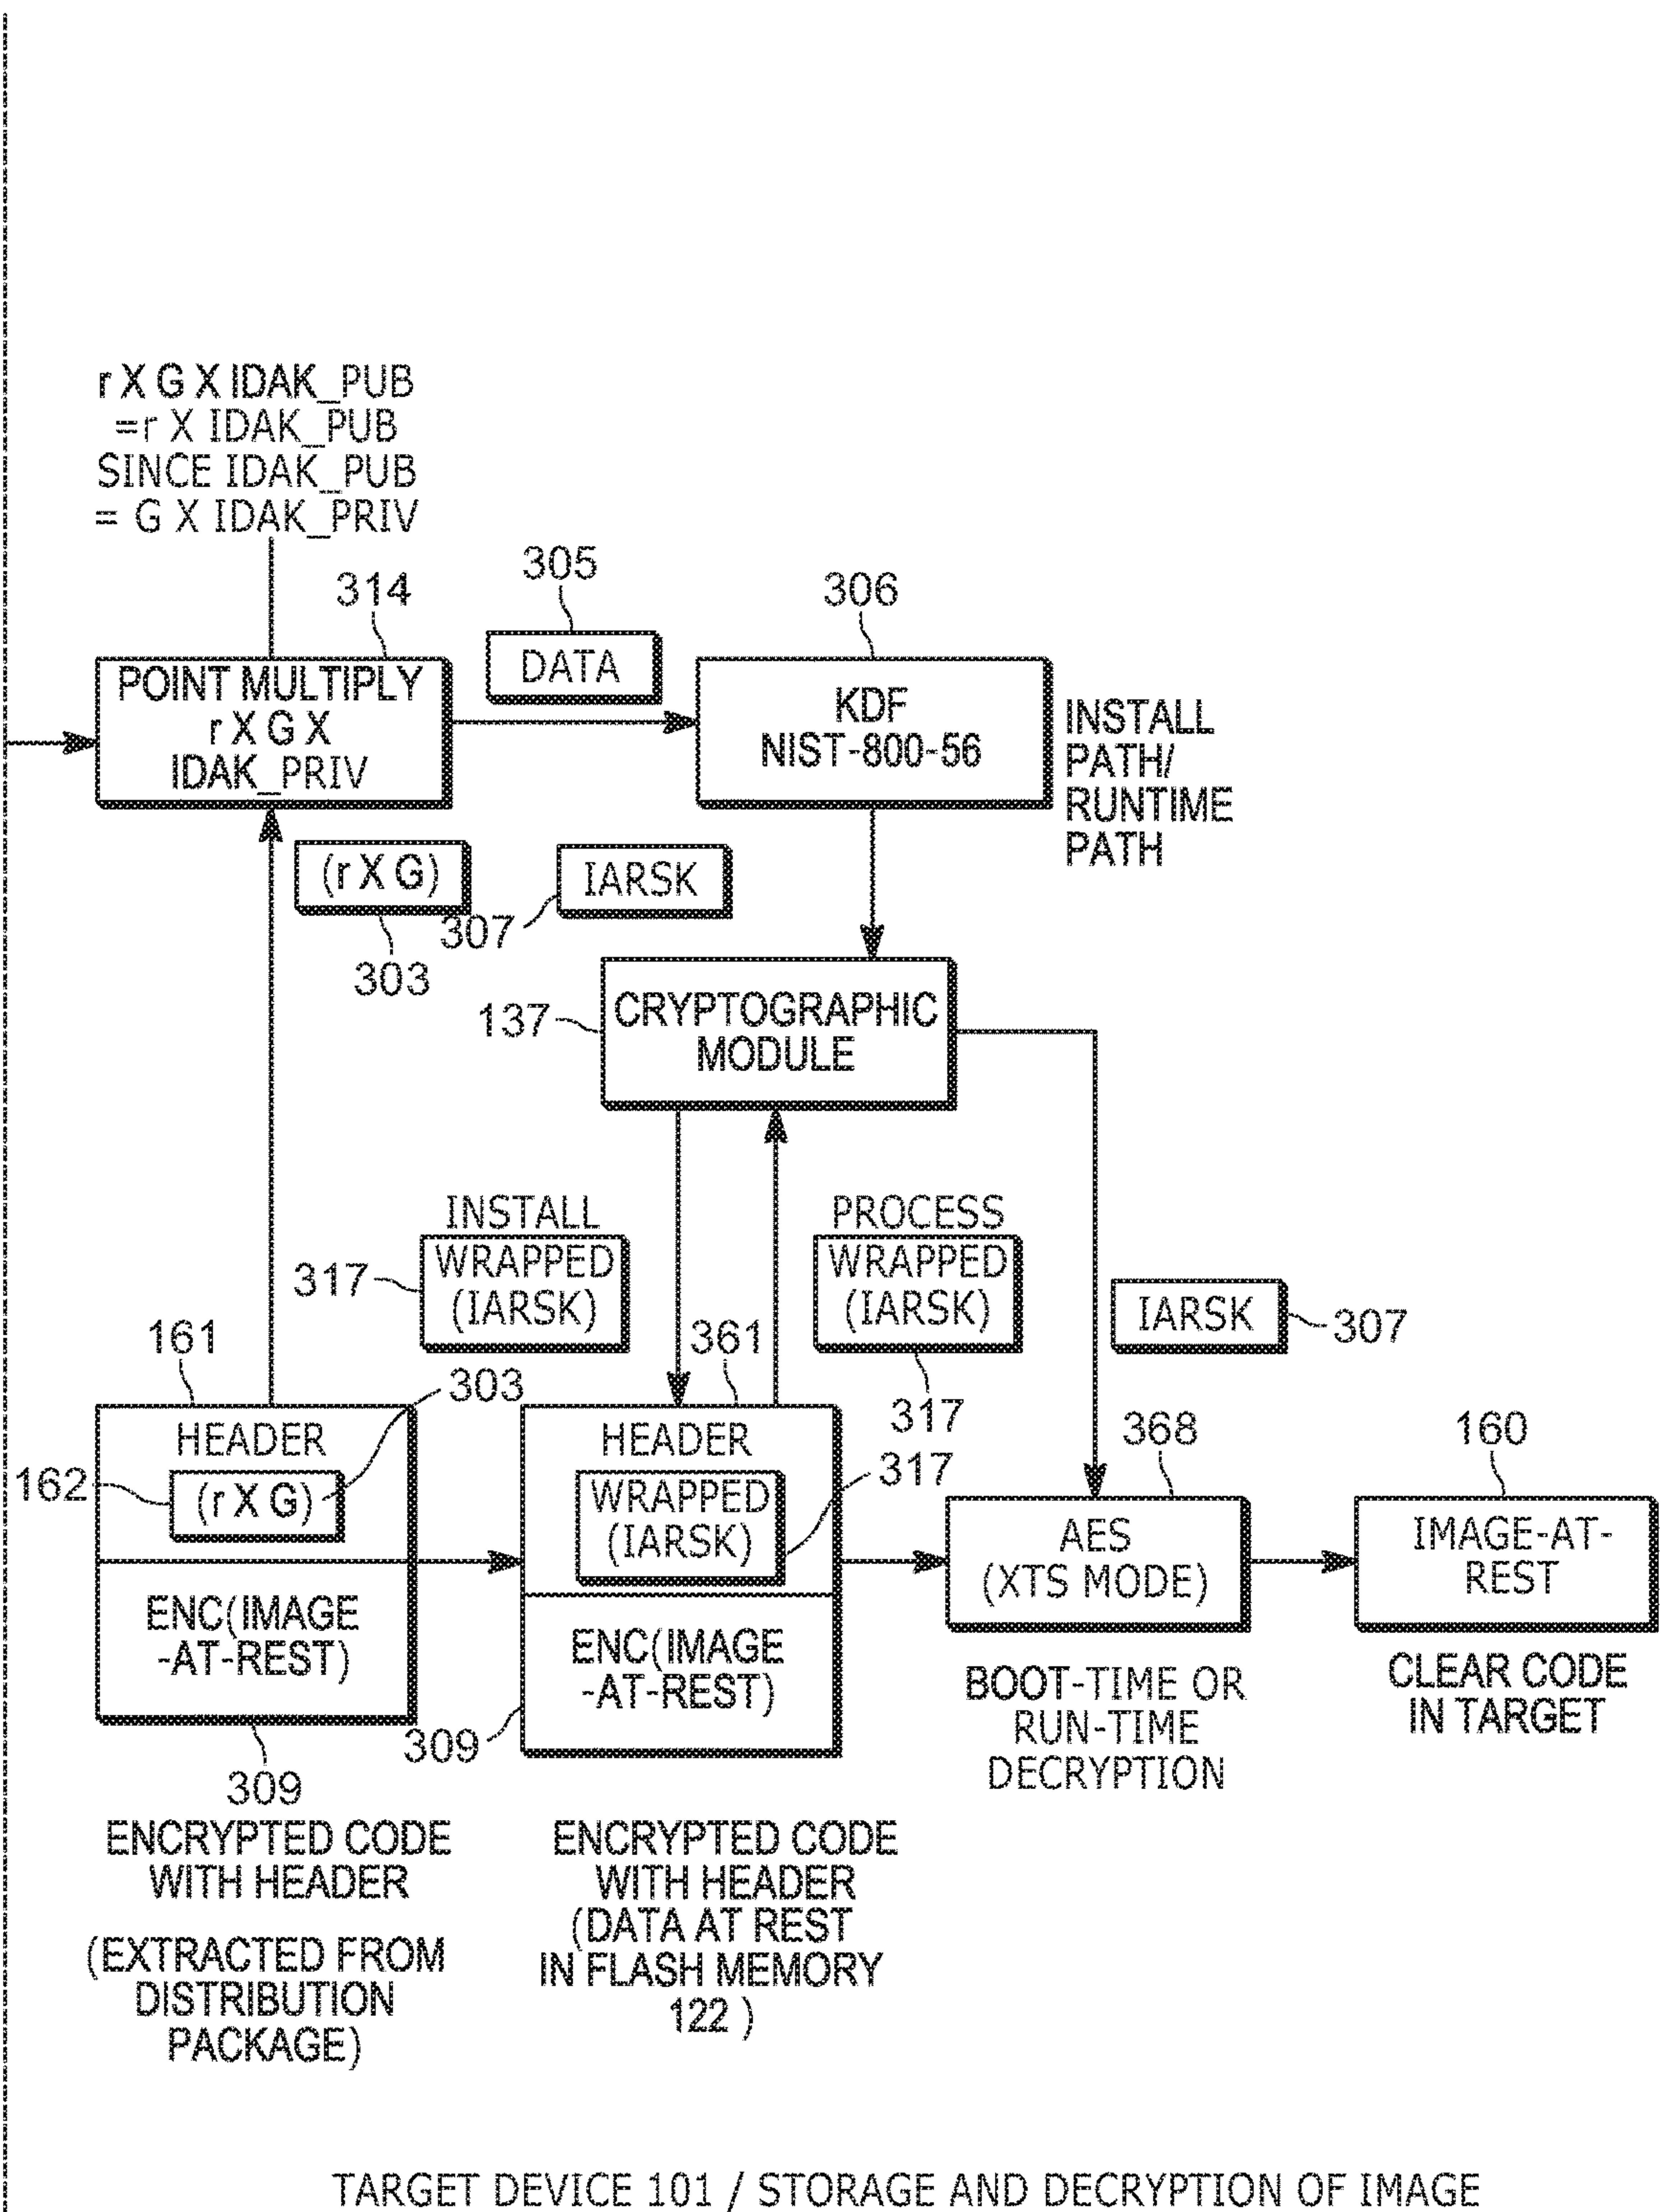 r X G X IDAK_PUB
=r X IDAK_PUB
SINCE IDAK_PUB
= G X IDAK_PRIV
314
305
306
POINT MULTIPLY
r X G X
IDAK_PRIV
DATA
KDF
NIST-800-56
INSTALL
PATH/
RUNTIME
PATH
(r X G)
303
307
IARSK
137
CRYPTOGRAPHIC
MODULE
INSTALL
WRAPPED
(IARSK)
317
PROCESS
WRAPPED
(IARSK)
317
IARSK
307
161
303
HEADER
162
(r X G)
ENC(IMAGE
-AT-REST)
309
361
HEADER
WRAPPED
(IARSK)
317
ENC(IMAGE
-AT-REST)
309
368
AES
(XTS MODE)
BOOT-TIME OR
RUN-TIME
DECRYPTION
160
IMAGE-AT-
REST
CLEAR CODE
IN TARGET
ENCRYPTED CODE
WITH HEADER
(EXTRACTED FROM
DISTRIBUTION
PACKAGE)
ENCRYPTED CODE
WITH HEADER
(DATA AT REST
IN FLASH MEMORY
122 )
TARGET DEVICE 101 / STORAGE AND DECRYPTION OF IMAGE